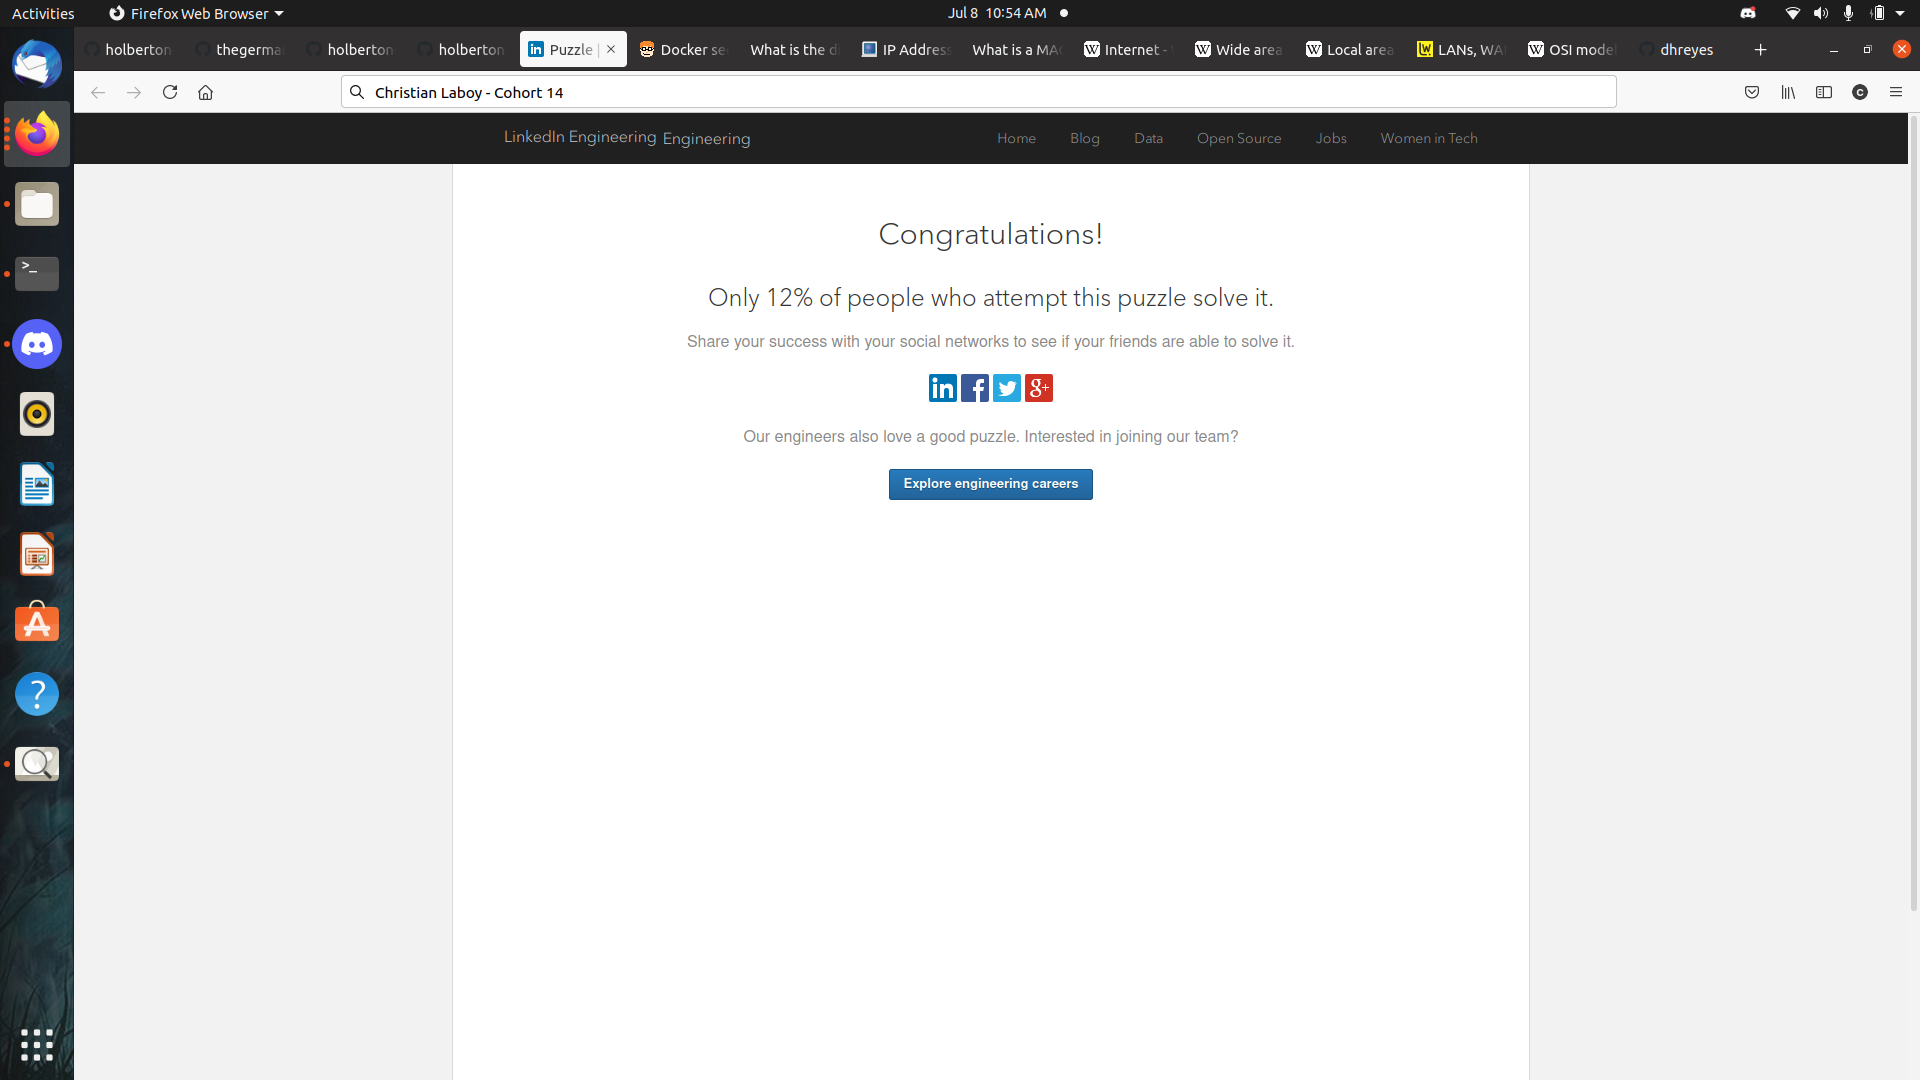 Activities
Firefox Web Browser
Jul 8 10:54 AM
holberton
thegerma
holberton
holberton
in Puzzle |
Docker se
What is the d
IP Address
What is a MA
W Internet -
W Wide area
W Local area
LW LANs, WA
W OSI model
dhreyes
Christian Laboy - Cohort 14
C
LinkedIn Engineering Engineering
Home
Blog
Data
Open Source
Jobs
Women in Tech
Congratulations!
Only 12% of people who attempt this puzzle solve it.
Share your success with your social networks to see if your friends are able to solve it.
in f g+
Our engineers also love a good puzzle. Interested in joining our team?
Explore engineering careers
>_
A
?